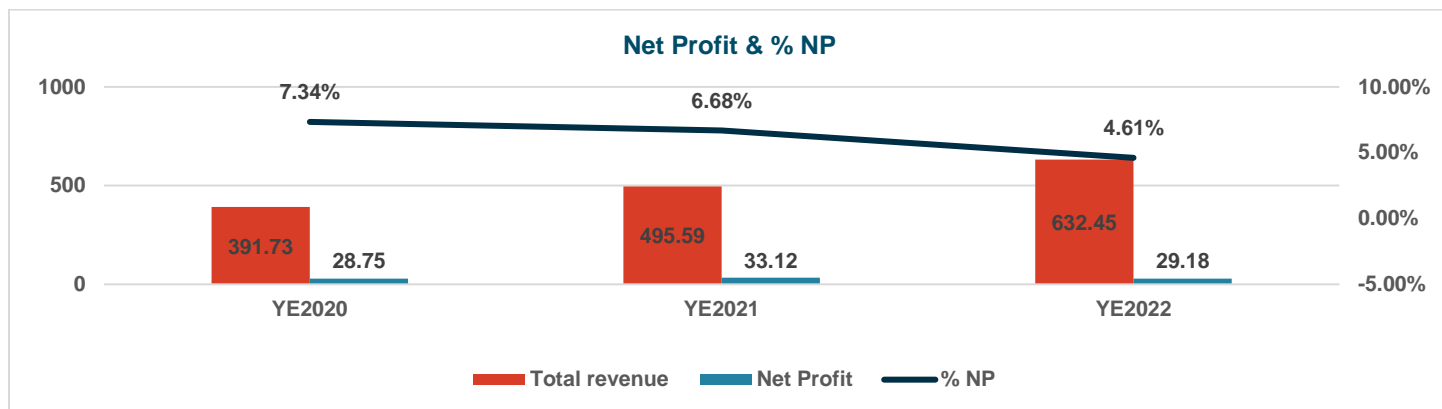 Net Profit & % NP
1000
500
0
7.34%
6.68%
4.61%
10.00%
5.00%
0.00%
-5.00%
391.73
28.75
495.59
33.12
632.45
29.18
YE2020
YE2021
YE2022
Total revenue
Net Profit
% NP